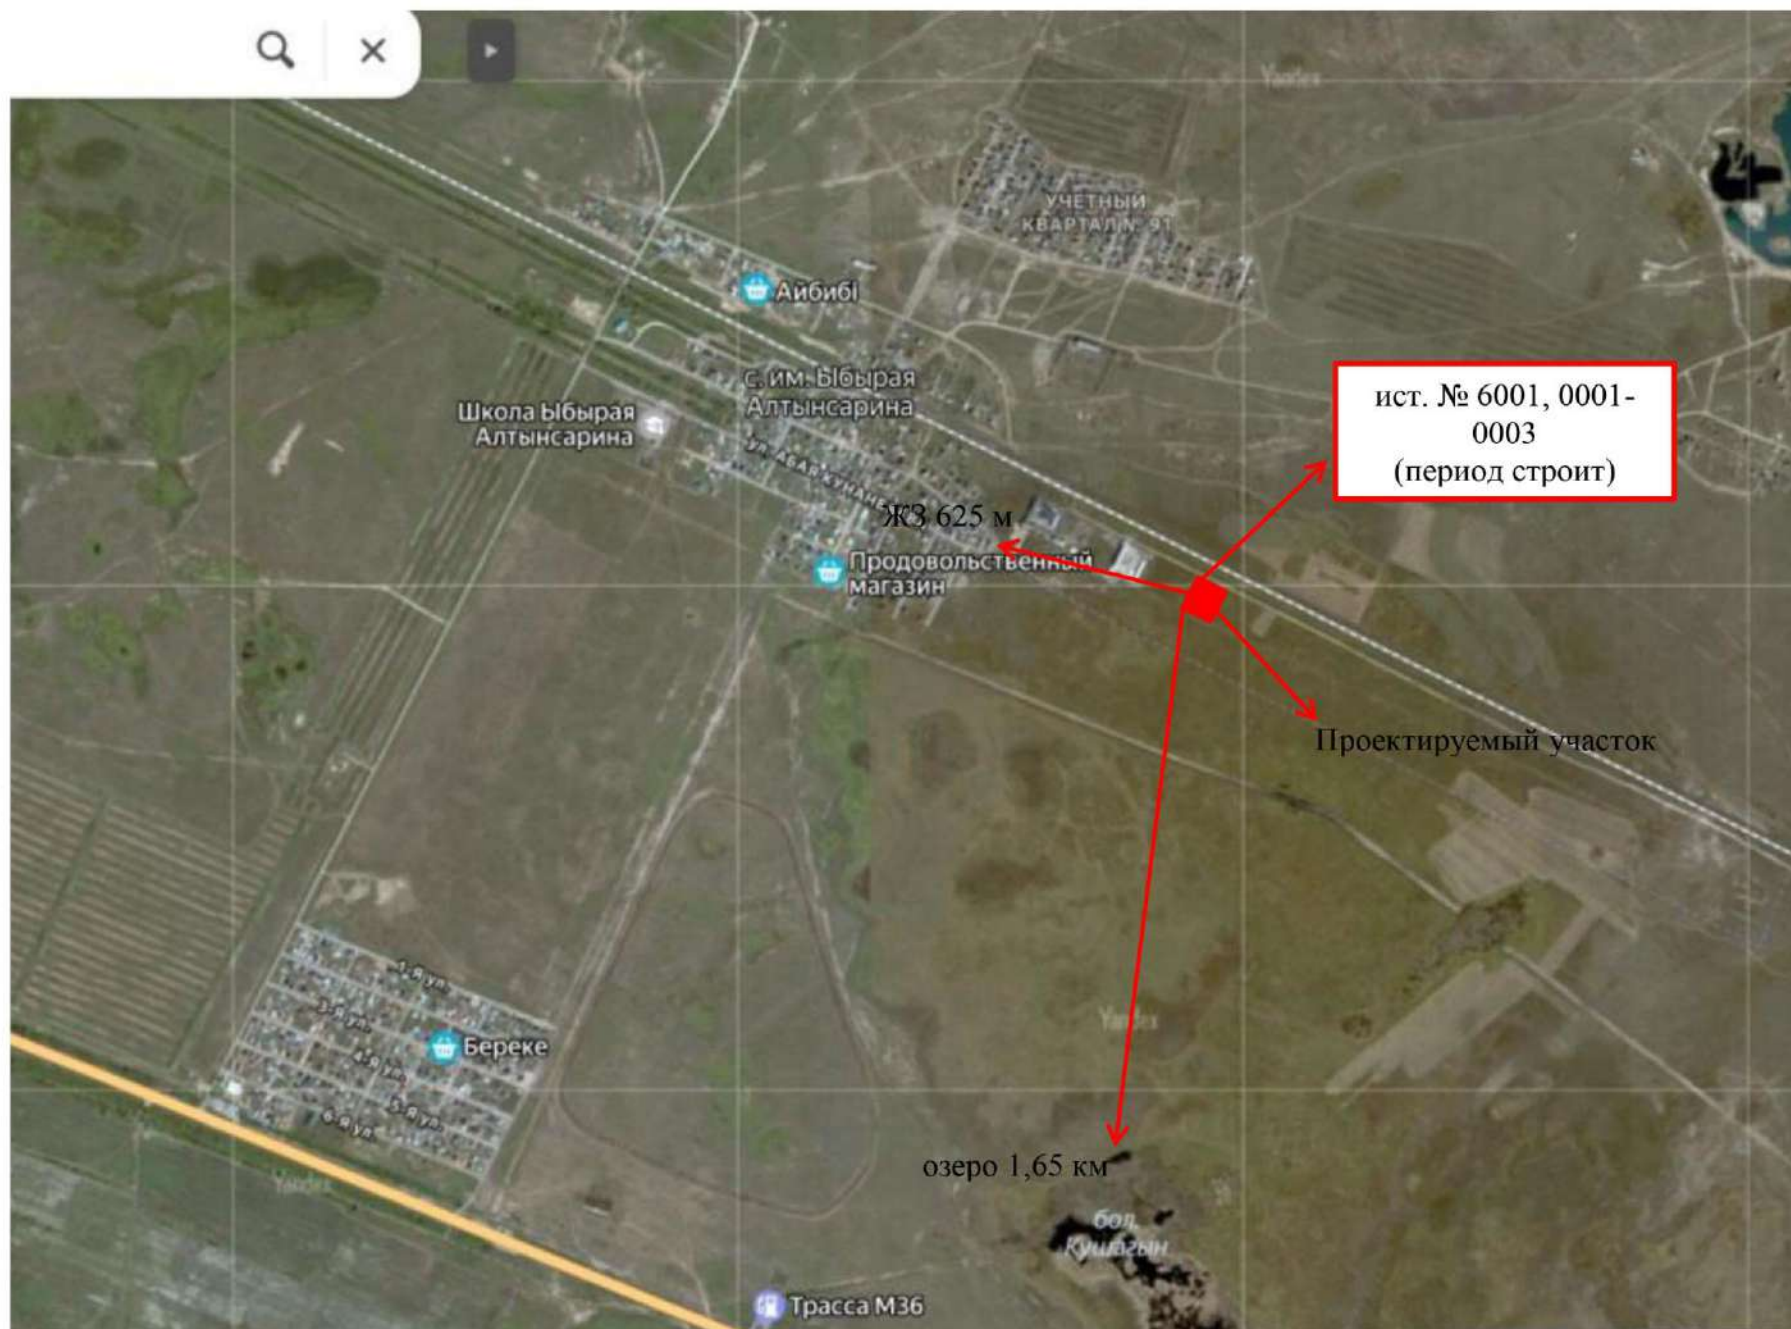 Yandex
УЧЕТНЫЙ
КВАРТАЛ № 91
Айбибі
с. им. Ыбырая
Алтынсарина
Школа Ыбырая
Алтынсарина
ист. № 6001, 0001-
0003
(период строит)
ул. АБАЯ КУНАНБ
ЖЗ 625 м
Продовольственный
магазин
Проектируемый участок
1-Я ул.
3-Я ул.
Береке
4-Я ул.
5-Я ул.
6-Я ул.
Yandex
озеро 1,65 км
Yandex
бол.
Кушагын
Трасса М36